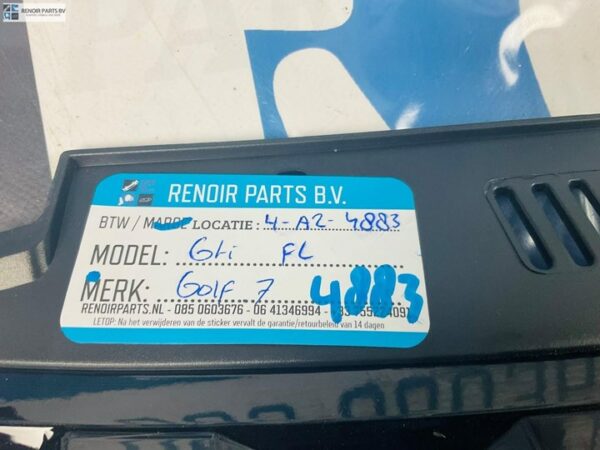 RENOIR PARTS BV
RENOIR PARTS B.V.
BTW / MARGE LOCATIE : 4-A2-4883
MODEL: Gti FL
MERK: Golf 7 4883
RENOIRPARTS.NL - 085 0603676 - 06 41346994 -
LETOP: Na het verwijderen van de sticker vervalt de garantie/retourbeleid van 14 dagen